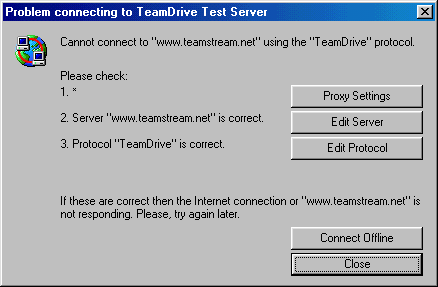 Problem connecting to TeamDrive Test Server
Cannot connect to "www.teamstream.net" using the "TeamDrive" protocol.
Please check:
1. *
Proxy Settings
2. Server "www.teamstream.net" is correct.
Edit Server
3. Protocol "TeamDrive" is correct.
Edit Protocol
If these are correct then the Internet connection or "www.teamstream.net" is
not responding. Please, try again later.
Connect Offline
Close